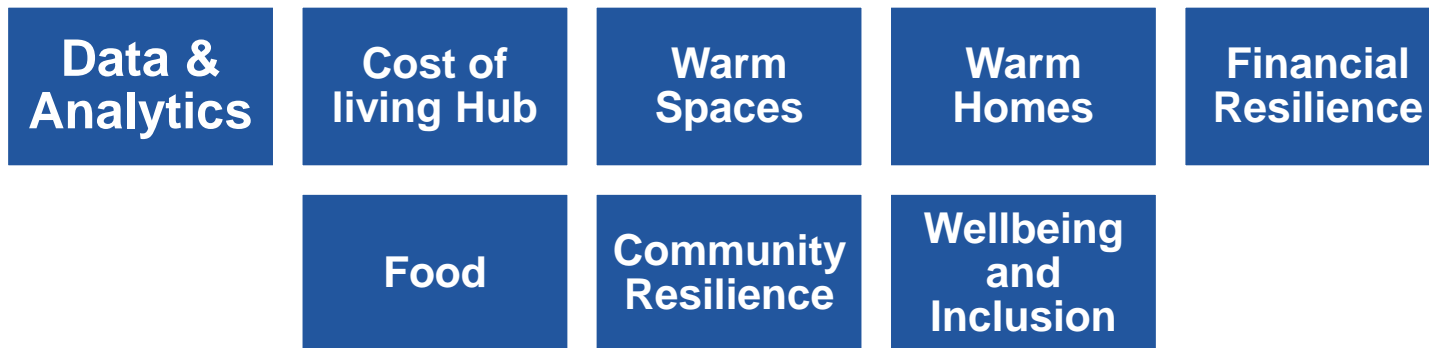 Data &
Analytics
Cost of
living Hub
Warm
Spaces
Warm
Homes
Financial
Resilience
Food
Community
Resilience
Wellbeing
and
Inclusion